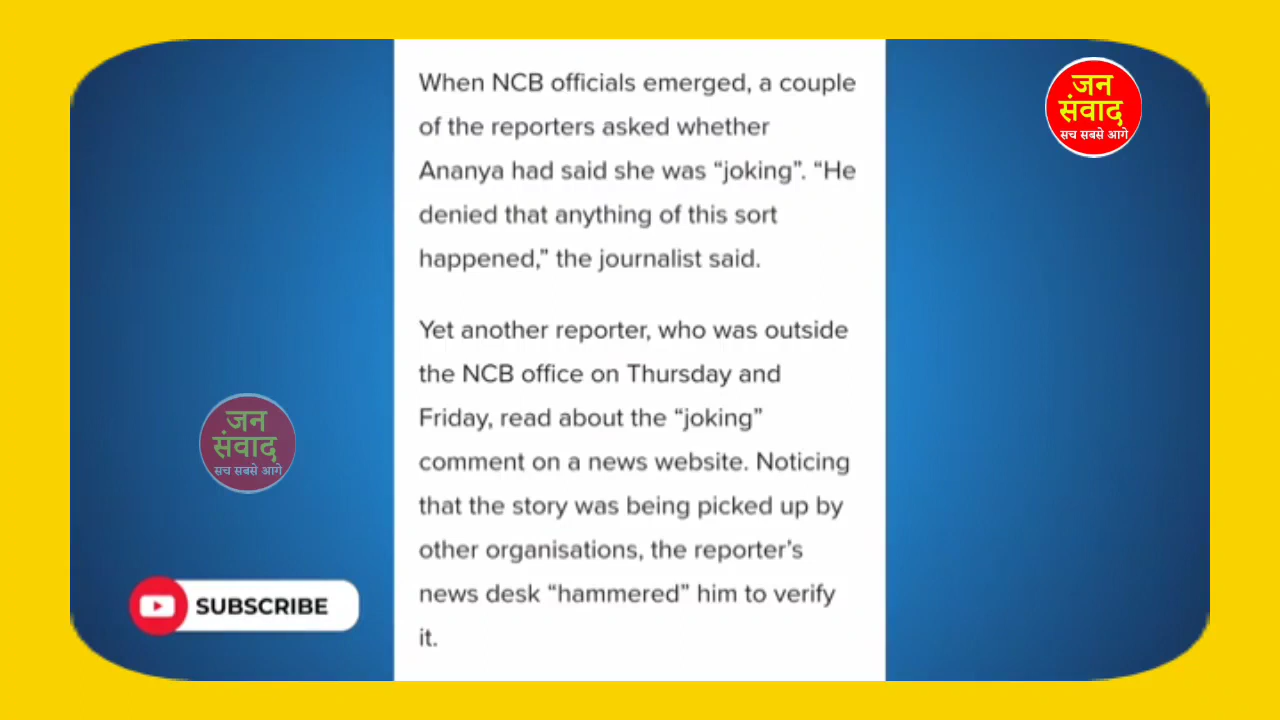 When NCB officials emerged, a couple
of the reporters asked whether
Ananya had said she was “joking”. “He
denied that anything of this sort
happened,” the journalist said.
Yet another reporter, who was outside
the NCB office on Thursday and
Friday, read about the “joking”
comment on a news website. Noticing
that the story was being picked up by
other organisations, the reporter’s
news desk “hammered” him to verify
it.
जन
संवाद
सच सबसे आगे
जन
संवाद
सच सबसे आगे
SUBSCRIBE